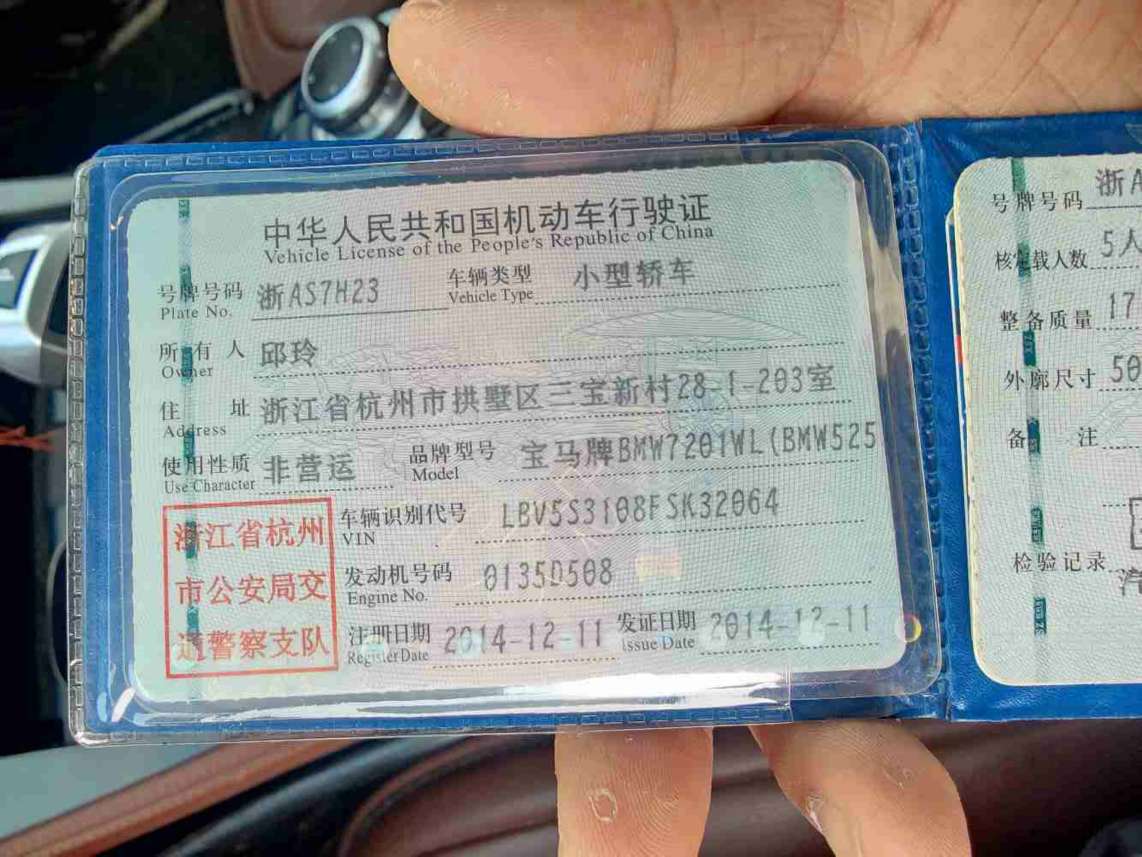 中华人民共和国机动车行驶证
Vehicle License of the People's Republic of China
号牌号码 浙AS7H23 车辆类型 小型轿车
Plate No. Vehicle Type
所有人 邱玲
Owner
住址 浙江省杭州市拱墅区三宝新村28-1-203室
Address
使用性质 非营运 品牌型号 宝马牌BMW7201WL(BMW525
Use Character Model
浙江省杭州
市公安局交
通警察支队
车辆识别代号 LBV5S3108FSK32064
VIN
发动机号码 0135D508
Engine No.
注册日期 2014-12-11 发证日期 2014-12-11
Register Date Issue Date
号牌号码 浙A
核定载人数 5人
整备质量 17
外廓尺寸 50
备注
检验记录